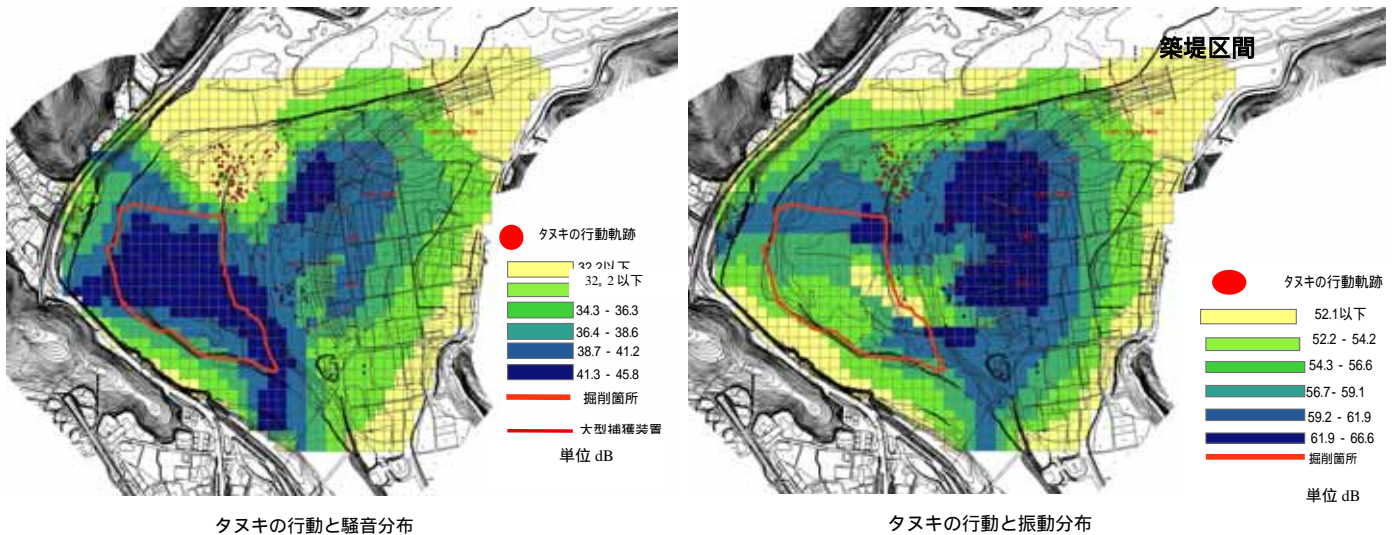 築堤区間
タヌキの行動軌跡
32, 2 以下
34.3 - 36.3
36.4 - 38.6
38.7 - 41.2
41.3 - 45.8
掘削箇所
大型捕獲装置
単位 dB
タヌキの行動軌跡
52.1以下
52.2 - 54.2
54.3 - 56.6
56.7- 59.1
59.2 - 61.9
61.9 - 66.6
掘削箇所
単位 dB
タヌキの行動と騒音分布
タヌキの行動と振動分布